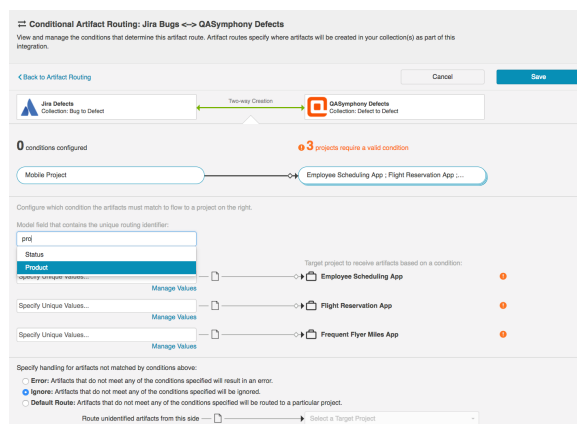 Conditional Artifact Routing: Jira Bugs <--> QASymphony Defects
View and manage the conditions that determine this artifact route. Artifact routes specify where artifacts will be created in your collection(s) as part of this
integration.
Back to Artifact Routing
Cancel
Save
Jira Defects
Collection: Bug to Defect
Two-way Creation
QASymphony Defects
Collection: Defect to Defect
0 conditions configured
3 projects require a valid condition
Mobile Project
Employee Scheduling App ; Flight Reservation App ;...
Configure which condition the artifacts must match to flow to a project on the right.
Model field that contains the unique routing identifier:
pro
Status
Product
Target project to receive artifacts based on a condition:
Specify Unique Values...
Employee Scheduling App
Manage Values
Specify Unique Values...
Flight Reservation App
Manage Values
Specify Unique Values...
Frequent Flyer Miles App
Manage Values
Specify handling for artifacts not matched by conditions above:
Error: Artifacts that do not meet any of the conditions specified will result in an error.
Ignore: Artifacts that do not meet any of the conditions specified will be ignored.
Default Route: Artifacts that do not meet any of the conditions specified will be routed to a particular project.
Route unidentified artifacts from this side
Select a Target Project